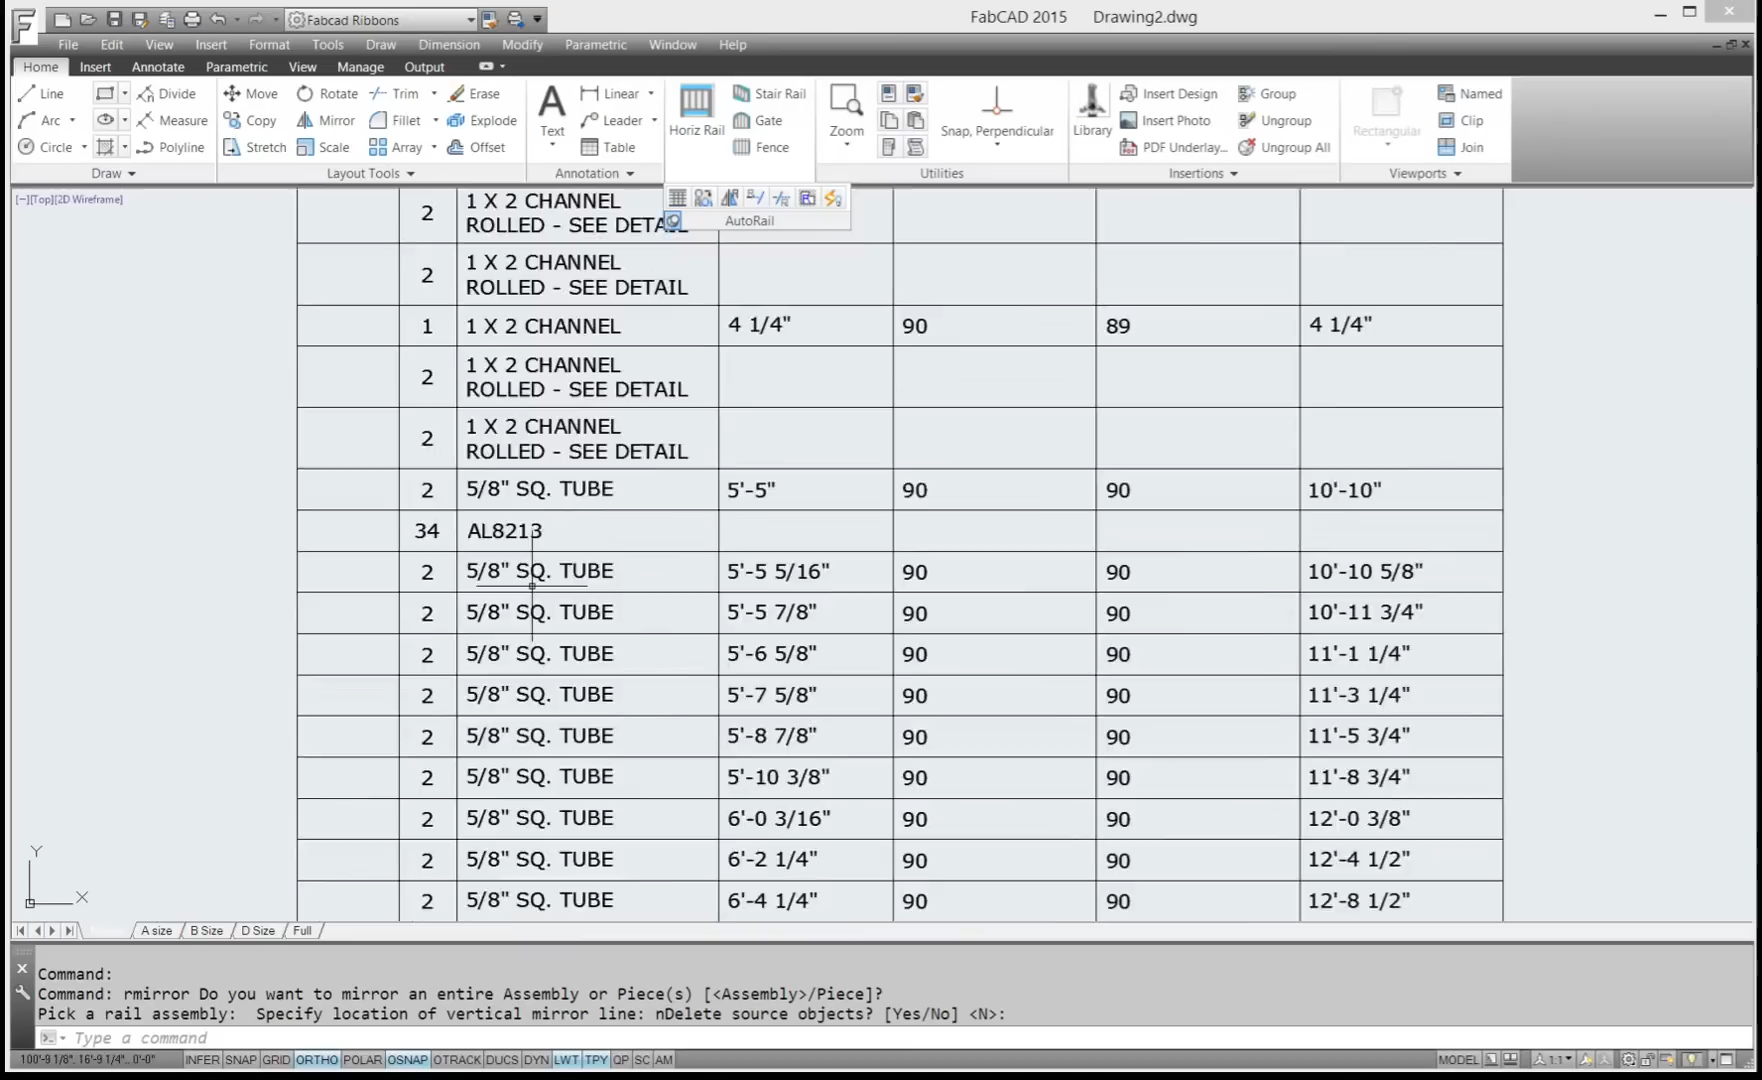 Fabcad Ribbons
FabCAD 2015 Drawing2.dwg
File Edit View Insert Format Tools Draw Dimension Modify Parametric Window Help
Home Insert Annotate Parametric View Manage Output
Line Divide Move Rotate Trim Erase Linear Stair Rail Insert Design Group Named
Arc Measure Copy Mirror Fillet Explode Text Leader Horiz Rail Gate Zoom Snap, Perpendicular Library Insert Photo Ungroup Rectangular Clip
Circle Polyline Stretch Scale Array Offset Table Fence PDF Underlay... Ungroup All Join
Draw Layout Tools Annotation Utilities Insertions Viewports
[−][Top][2D Wireframe]
AutoRail
2 1 X 2 CHANNEL
ROLLED - SEE DETAIL
2 1 X 2 CHANNEL
ROLLED - SEE DETAIL
1 1 X 2 CHANNEL 4 1/4" 90 89 4 1/4"
2 1 X 2 CHANNEL
ROLLED - SEE DETAIL
2 1 X 2 CHANNEL
ROLLED - SEE DETAIL
2 5/8" SQ. TUBE 5'-5" 90 90 10'-10"
34 AL8213
2 5/8" SQ. TUBE 5'-5 5/16" 90 90 10'-10 5/8"
2 5/8" SQ. TUBE 5'-5 7/8" 90 90 10'-11 3/4"
2 5/8" SQ. TUBE 5'-6 5/8" 90 90 11'-1 1/4"
2 5/8" SQ. TUBE 5'-7 5/8" 90 90 11'-3 1/4"
2 5/8" SQ. TUBE 5'-8 7/8" 90 90 11'-5 3/4"
2 5/8" SQ. TUBE 5'-10 3/8" 90 90 11'-8 3/4"
2 5/8" SQ. TUBE 6'-0 3/16" 90 90 12'-0 3/8"
2 5/8" SQ. TUBE 6'-2 1/4" 90 90 12'-4 1/2"
2 5/8" SQ. TUBE 6'-4 1/4" 90 90 12'-8 1/2"
Y
X
A size B Size D Size Full
Command:
Command: rmirror Do you want to mirror an entire Assembly or Piece(s) [<Assembly>/Piece]?
Pick a rail assembly: Specify location of vertical mirror line: nDelete source objects? [Yes/No] <N>:
Type a command
100'-9 1/8", 16'-9 1/4", 0'-0" INFER SNAP GRID ORTHO POLAR OSNAP OTRACK DUCS DYN LWT TPY QP SC AM MODEL 1:1